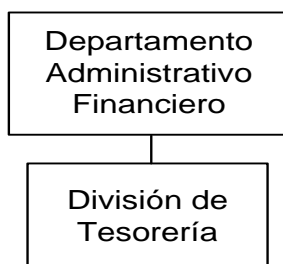 Departamento
Administrativo
Financiero
División de
Tesorería